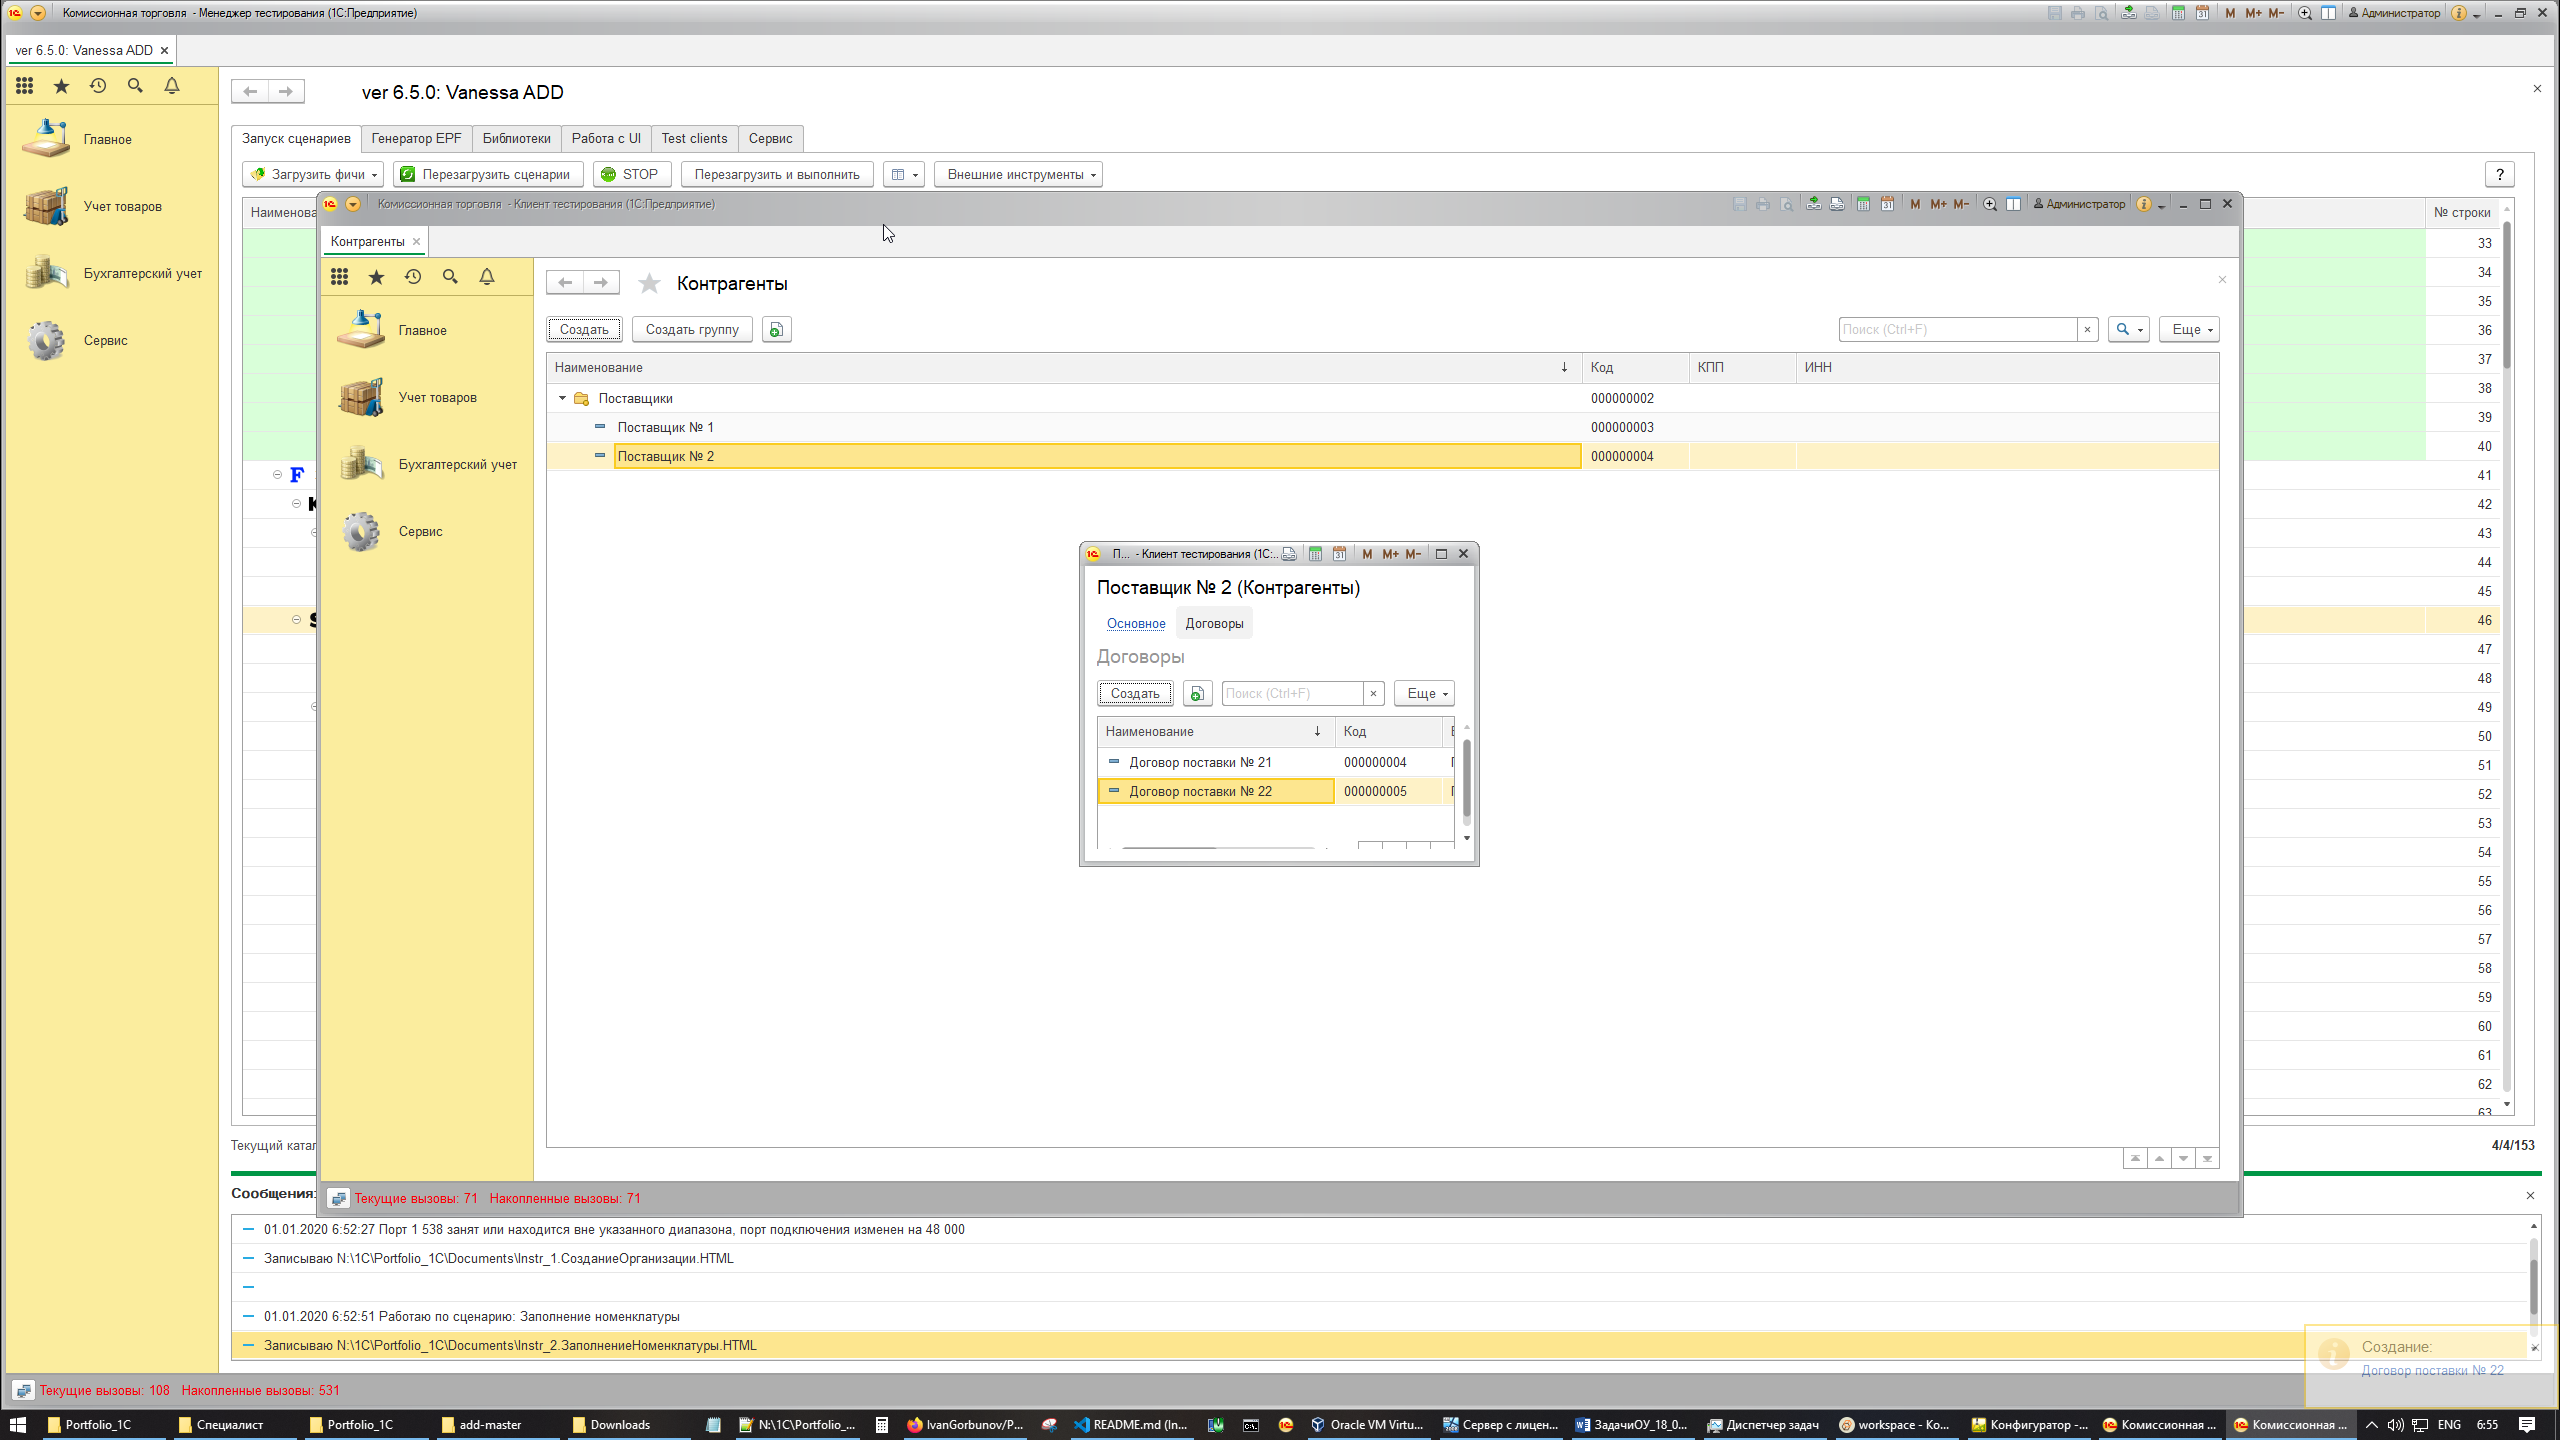 Комиссионная торговля - Менеджер тестирования (1С:Предприятие)
M M+ M- Администратор
ver 6.5.0: Vanessa ADD
Главное
Учет товаров
Бухгалтерский учет
Сервис
ver 6.5.0: Vanessa ADD
Запуск сценариев Генератор EPF Библиотеки Работа с UI Test clients Сервис
Загрузить фичи Перезагрузить сценарии STOP Перезагрузить и выполнить Внешние инструменты ?
№ строки
33
34
35
36
37
38
39
40
F 41
42
43
44
45
46
47
48
49
50
51
52
53
54
55
56
57
58
59
60
61
62
63
Комиссионная торговля - Клиент тестирования (1С:Предприятие)
M M+ M- Администратор
Контрагенты
Главное
Учет товаров
Бухгалтерский учет
Сервис
Контрагенты
Создать Создать группу Поиск (Ctrl+F) Еще
Наименование Код КПП ИНН
Поставщики 000000002
Поставщик № 1 000000003
Поставщик № 2 000000004
П... - Клиент тестирования (1С:... M M+ M-
Поставщик № 2 (Контрагенты)
Основное Договоры
Договоры
Создать Поиск (Ctrl+F) Еще
Наименование Код
Договор поставки № 21 000000004
Договор поставки № 22 000000005
Текущие вызовы: 71 Накопленные вызовы: 71
Текущий 4/4/153
Сообщения:
01.01.2020 6:52:27 Порт 1 538 занят или находится вне указанного диапазона, порт подключения изменен на 48 000
Записываю N:\1C\Portfolio_1C\Documents\Instr_1.СозданиеОрганизации.HTML
01.01.2020 6:52:51 Работаю по сценарию: Заполнение номенклатуры
Записываю N:\1C\Portfolio_1C\Documents\Instr_2.ЗаполнениеНоменклатуры.HTML
Создание:
Договор поставки № 22
Текущие вызовы: 108 Накопленные вызовы: 531
Portfolio_1C Специалист Portfolio_1C add-master Downloads N:\1C\Portfolio_... IvanGorbunov/P... README.md (In... Oracle VM Virtu... Сервер с лицен... ЗадачиОУ_18_0... Диспетчер задач workspace - Ко... Конфигуратор -... Комиссионная ... Комиссионная ... ENG 6:55